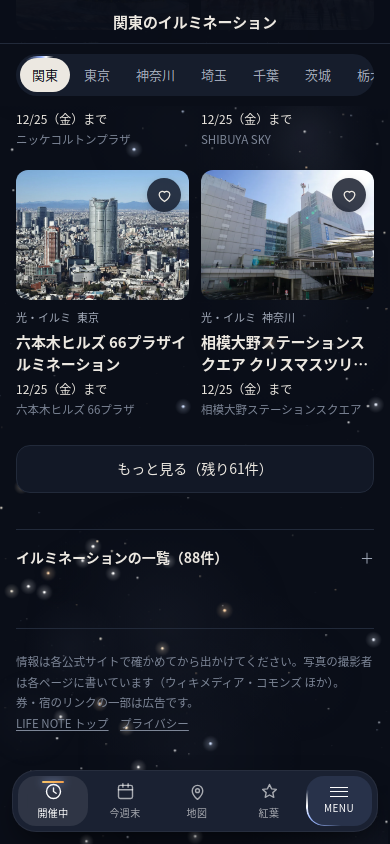 関東のイルミネーション
関東 東京 神奈川 埼玉 千葉 茨城
12/25（金）まで
ニッケコルトンプラザ
12/25（金）まで
SHIBUYA SKY
光・イルミ 東京
六本木ヒルズ 66プラザイ
ルミネーション
12/25（金）まで
六本木ヒルズ 66プラザ
光・イルミ 神奈川
相模大野ステーションス
クエア クリスマスツリ…
12/25（金）まで
相模大野ステーションスクエア
もっと見る（残り61件）
イルミネーションの一覧（88件）
情報は各公式サイトで確かめてから出かけてください。写真の撮影者
は各ページに書いています（ウィキメディア・コモンズ ほか）。
券・宿のリンクの一部は広告です。
LIFE NOTE トップ プライバシー
開催中 今週末 地図 紅葉 MENU